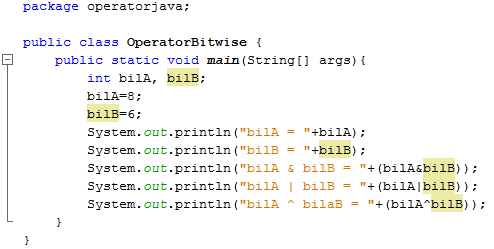 package operatorjava;
public class OperatorBitwise {
public static void main(String[] args){
int bilA, bilB;
bilA=8;
bilB=6;
System.out.println("bilA = "+bilA);
System.out.println("bilB = "+bilB);
System.out.println("bilA & bilB = "+(bilA&bilB));
System.out.println("bilA | bilB = "+(bilA|bilB));
System.out.println("bilA ^ bilaB = "+(bilA^bilB));
}
}